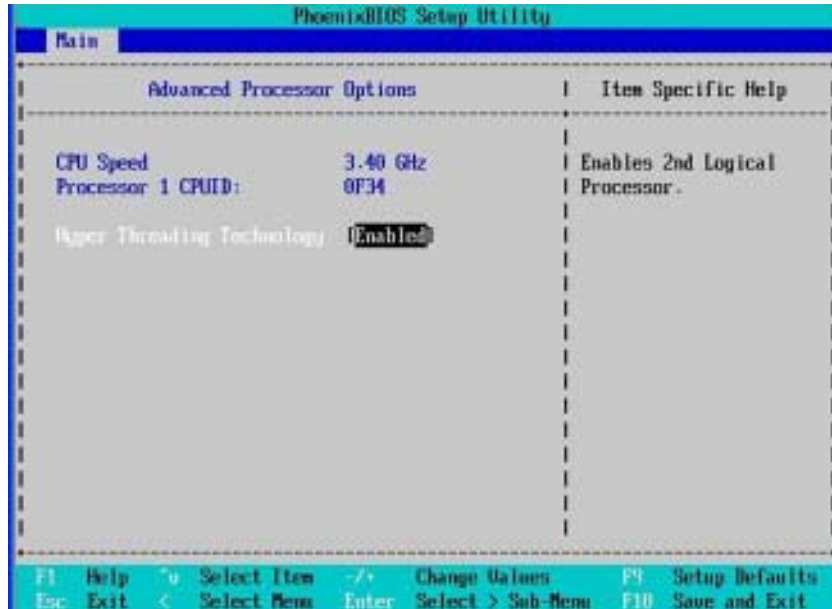 PhoenixBIOS Setup Utility
Main
Advanced Processor Options
Item Specific Help
CPU Speed 3.40 GHz
Processor 1 CPUID: 0F34
Hyper Threading Technology [Enabled]
Enables 2nd Logical
Processor.
F1 Help ^v Select Item -/+ Change Values F9 Setup Defaults
Esc Exit < Select Menu Enter Select > Sub-Menu F10 Save and Exit